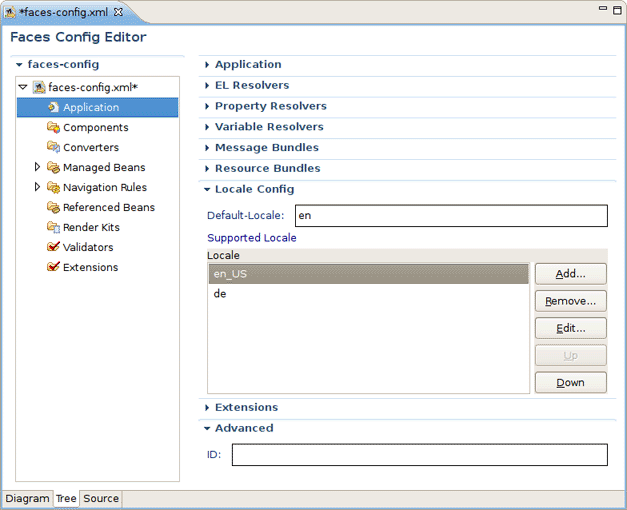 *faces-config.xml
Faces Config Editor
faces-config
faces-config.xml*
Application
Components
Converters
Managed Beans
Navigation Rules
Referenced Beans
Render Kits
Validators
Extensions
Application
EL Resolvers
Property Resolvers
Variable Resolvers
Message Bundles
Resource Bundles
Locale Config
Default-Locale: en
Supported Locale
Locale
en_US
de
Add...
Remove...
Edit...
Up
Down
Extensions
Advanced
ID:
Diagram Tree Source